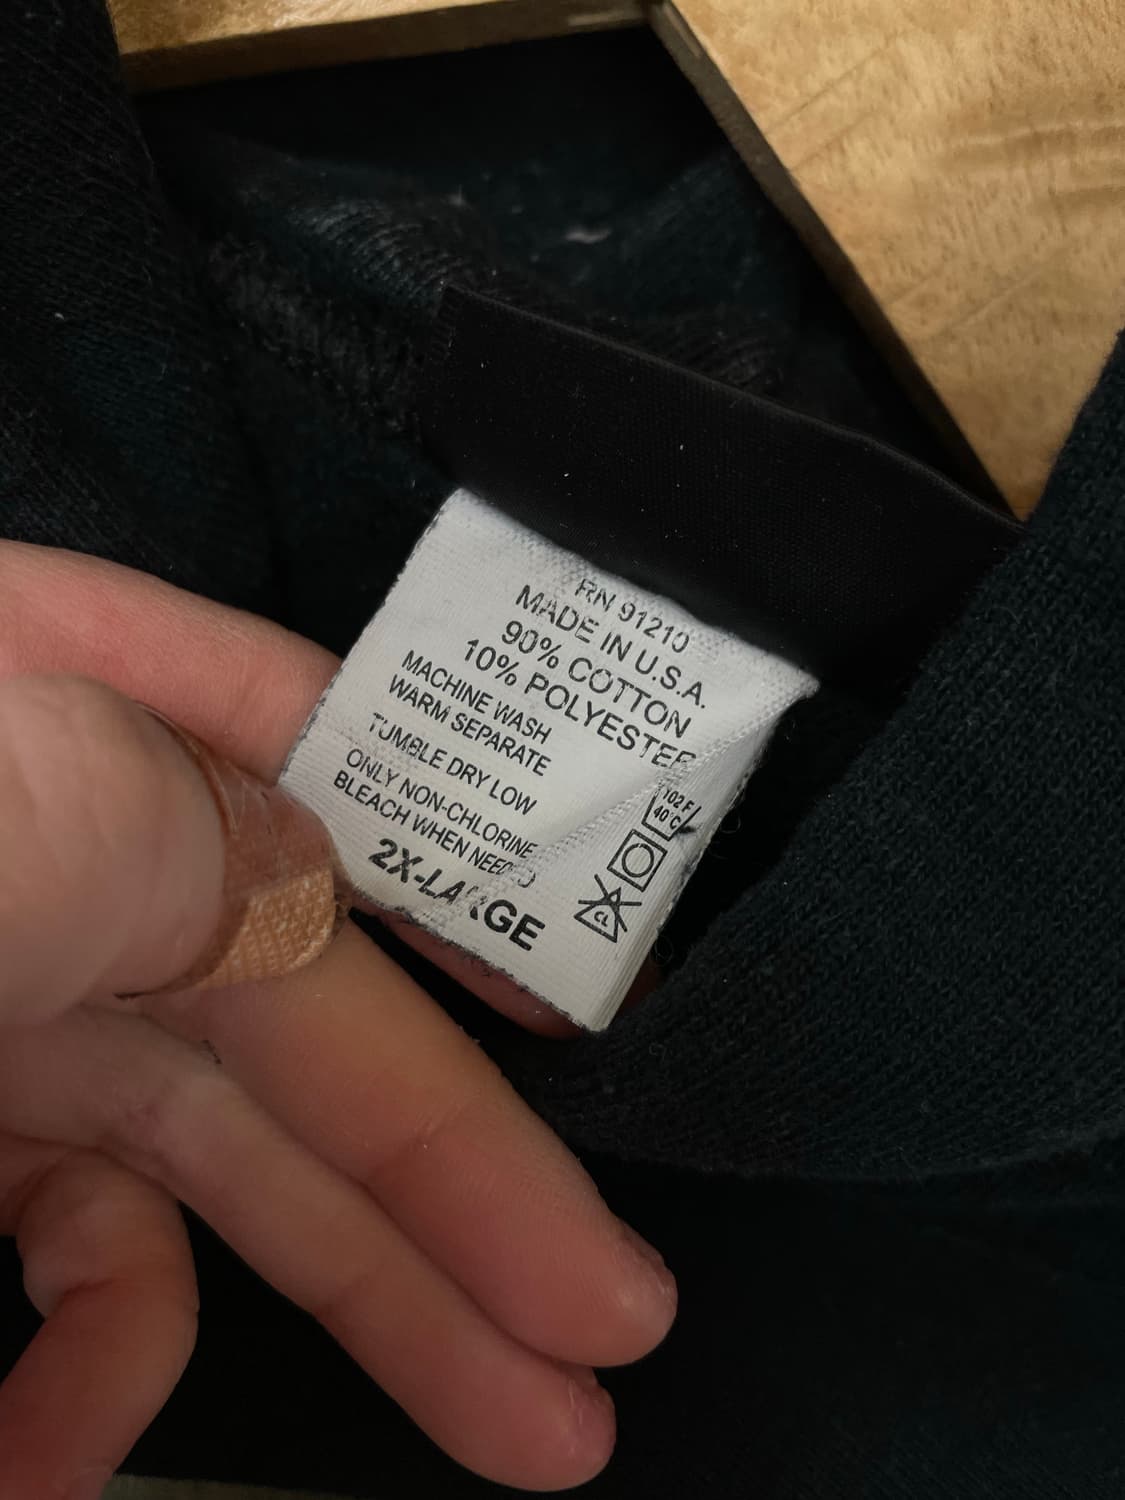 RN 91210
MADE IN U.S.A.
90% COTTON
10% POLYESTER
MACHINE WASH
WARM SEPARATE
TUMBLE DRY LOW
ONLY NON-CHLORINE
BLEACH WHEN NEEDED
2X-LARGE
102 F
40°C
CL